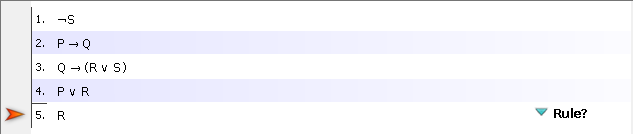 1. ¬S
2. P → Q
3. Q → (R ∨ S)
4. P ∨ R
5. R Rule?